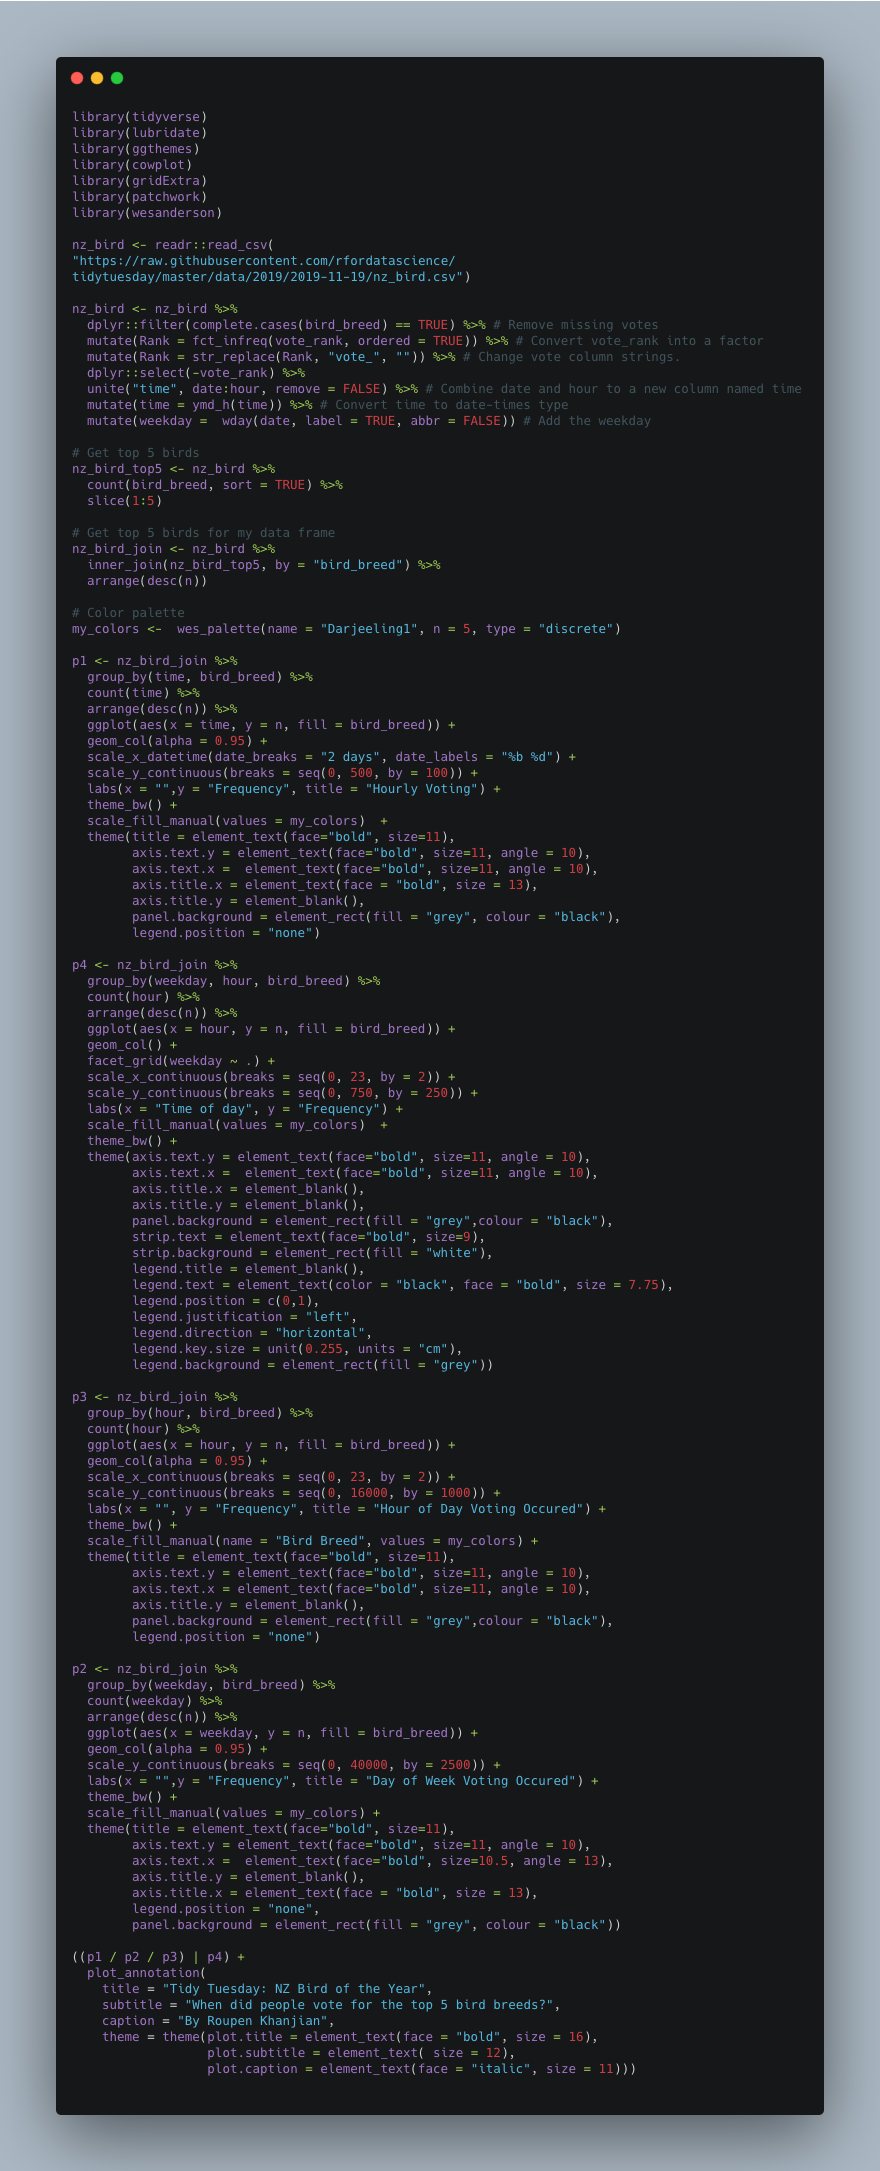 library(tidyverse)
library(lubridate)
library(ggthemes)
library(cowplot)
library(gridExtra)
library(patchwork)
library(wesanderson)

nz_bird <- readr::read_csv(
"https://raw.githubusercontent.com/rfordatascience/
tidytuesday/master/data/2019/2019-11-19/nz_bird.csv")

nz_bird <- nz_bird %>%
  dplyr::filter(complete.cases(bird_breed) == TRUE) %>% # Remove missing votes
  mutate(Rank = fct_infreq(vote_rank, ordered = TRUE)) %>% # Convert vote_rank into a factor
  mutate(Rank = str_replace(Rank, "vote_", "")) %>% # Change vote column strings.
  dplyr::select(-vote_rank) %>%
  unite("time", date:hour, remove = FALSE) %>% # Combine date and hour to a new column named time
  mutate(time = ymd_h(time)) %>% # Convert time to date-times type
  mutate(weekday =  wday(date, label = TRUE, abbr = FALSE)) # Add the weekday

# Get top 5 birds
nz_bird_top5 <- nz_bird %>%
  count(bird_breed, sort = TRUE) %>%
  slice(1:5)

# Get top 5 birds for my data frame
nz_bird_join <- nz_bird %>%
  inner_join(nz_bird_top5, by = "bird_breed") %>%
  arrange(desc(n))

# Color palette
my_colors <-  wes_palette(name = "Darjeeling1", n = 5, type = "discrete")

p1 <- nz_bird_join %>%
  group_by(time, bird_breed) %>%
  count(time) %>%
  arrange(desc(n)) %>%
  ggplot(aes(x = time, y = n, fill = bird_breed)) +
  geom_col(alpha = 0.95) +
  scale_x_datetime(date_breaks = "2 days", date_labels = "%b %d") +
  scale_y_continuous(breaks = seq(0, 500, by = 100)) +
  labs(x = "",y = "Frequency", title = "Hourly Voting") +
  theme_bw() +
  scale_fill_manual(values = my_colors)  +
  theme(title = element_text(face="bold", size=11),
        axis.text.y = element_text(face="bold", size=11, angle = 10),
        axis.text.x =  element_text(face="bold", size=11, angle = 10),
        axis.title.x = element_text(face = "bold", size = 13),
        axis.title.y = element_blank(),
        panel.background = element_rect(fill = "grey", colour = "black"),
        legend.position = "none")

p4 <- nz_bird_join %>%
  group_by(weekday, hour, bird_breed) %>%
  count(hour) %>%
  arrange(desc(n)) %>%
  ggplot(aes(x = hour, y = n, fill = bird_breed)) +
  geom_col() +
  facet_grid(weekday ~ .) +
  scale_x_continuous(breaks = seq(0, 23, by = 2)) +
  scale_y_continuous(breaks = seq(0, 750, by = 250)) +
  labs(x = "Time of day", y = "Frequency") +
  scale_fill_manual(values = my_colors)  +
  theme_bw() +
  theme(axis.text.y = element_text(face="bold", size=11, angle = 10),
        axis.text.x =  element_text(face="bold", size=11, angle = 10),
        axis.title.x = element_blank(),
        axis.title.y = element_blank(),
        panel.background = element_rect(fill = "grey",colour = "black"),
        strip.text = element_text(face="bold", size=9),
        strip.background = element_rect(fill = "white"),
        legend.title = element_blank(),
        legend.text = element_text(color = "black", face = "bold", size = 7.75),
        legend.position = c(0,1),
        legend.justification = "left",
        legend.direction = "horizontal",
        legend.key.size = unit(0.255, units = "cm"),
        legend.background = element_rect(fill = "grey"))

p3 <- nz_bird_join %>%
  group_by(hour, bird_breed) %>%
  count(hour) %>%
  ggplot(aes(x = hour, y = n, fill = bird_breed)) +
  geom_col(alpha = 0.95) +
  scale_x_continuous(breaks = seq(0, 23, by = 2)) +
  scale_y_continuous(breaks = seq(0, 16000, by = 1000)) +
  labs(x = "", y = "Frequency", title = "Hour of Day Voting Occured") +
  theme_bw() +
  scale_fill_manual(name = "Bird Breed", values = my_colors) +
  theme(title = element_text(face="bold", size=11),
        axis.text.y = element_text(face="bold", size=11, angle = 10),
        axis.text.x = element_text(face="bold", size=11, angle = 10),
        axis.title.y = element_blank(),
        panel.background = element_rect(fill = "grey",colour = "black"),
        legend.position = "none")

p2 <- nz_bird_join %>%
  group_by(weekday, bird_breed) %>%
  count(weekday) %>%
  arrange(desc(n)) %>%
  ggplot(aes(x = weekday, y = n, fill = bird_breed)) +
  geom_col(alpha = 0.95) +
  scale_y_continuous(breaks = seq(0, 40000, by = 2500)) +
  labs(x = "",y = "Frequency", title = "Day of Week Voting Occured") +
  theme_bw() +
  scale_fill_manual(values = my_colors) +
  theme(title = element_text(face="bold", size=11),
        axis.text.y = element_text(face="bold", size=11, angle = 10),
        axis.text.x =  element_text(face="bold", size=10.5, angle = 13),
        axis.title.y = element_blank(),
        axis.title.x = element_text(face = "bold", size = 13),
        legend.position = "none",
        panel.background = element_rect(fill = "grey", colour = "black"))

((p1 / p2 / p3) | p4) +
  plot_annotation(
    title = "Tidy Tuesday: NZ Bird of the Year",
    subtitle = "When did people vote for the top 5 bird breeds?",
    caption = "By Roupen Khanjian",
    theme = theme(plot.title = element_text(face = "bold", size = 16),
                  plot.subtitle = element_text( size = 12),
                  plot.caption = element_text(face = "italic", size = 11)))